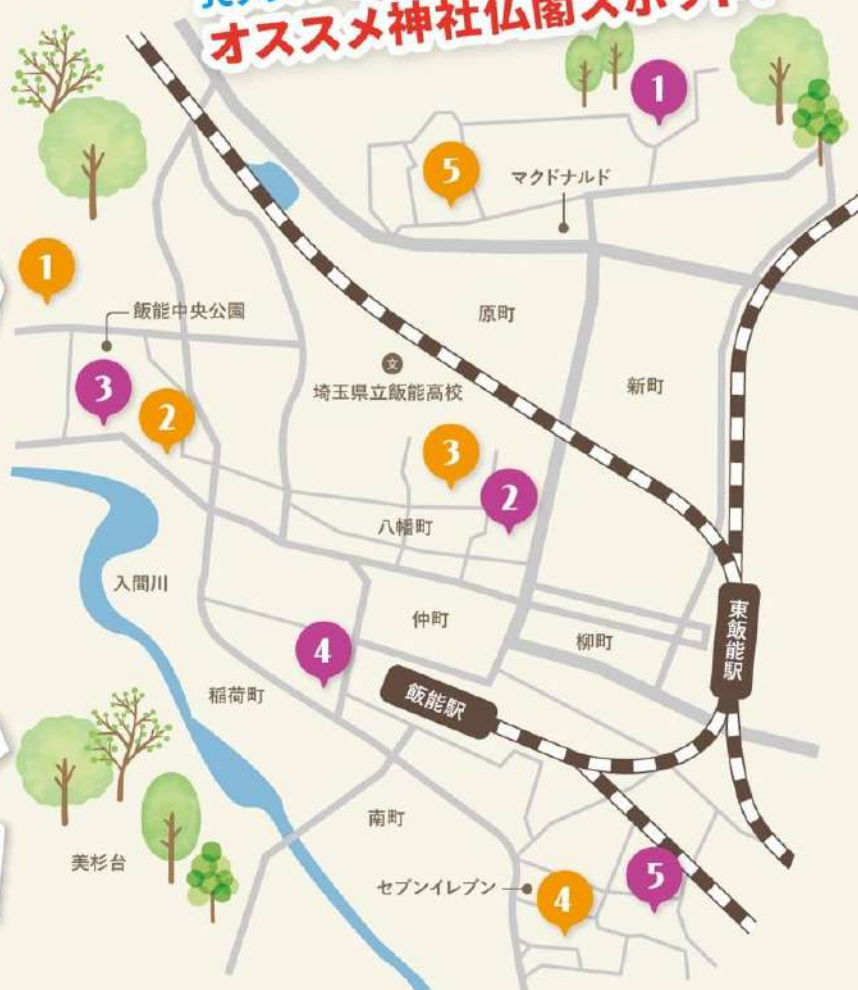 オススメ神社仏閣スポット!
1
5
マクドナルド
1
飯能中央公園
原町
文
埼玉県立飯能高校
新町
3
2
3
2
八幡町
入間川
仲町
東飯能駅
柳町
4
稲荷町
飯能駅
南町
美杉台
セブンイレブン
4
5